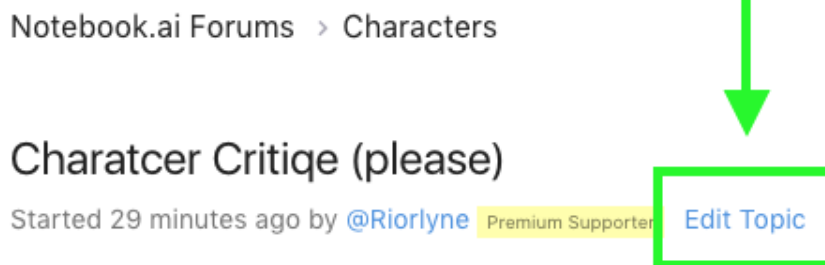 Notebook.ai Forums > Characters
Charatcer Critiqe (please)
Started 29 minutes ago by @Riorlyne Premium Supporter Edit Topic